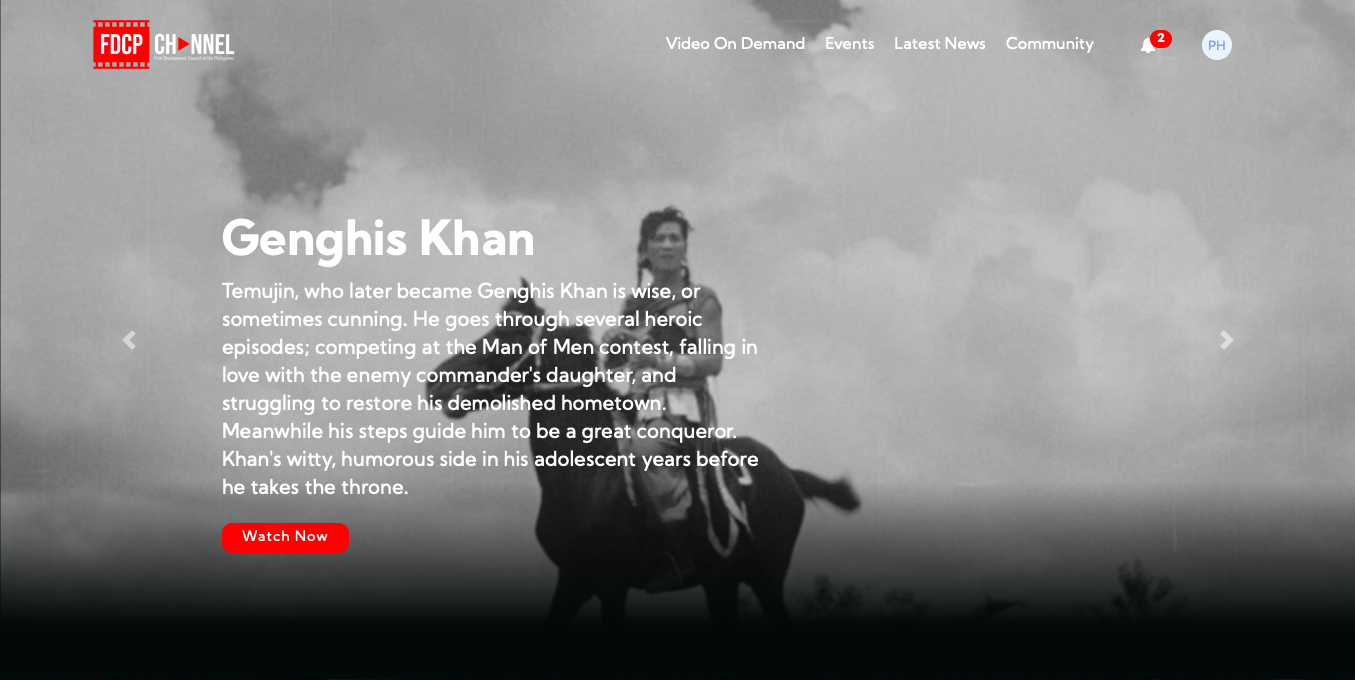 FDCP CH NNEL
Film Development Council of the Philippines
Video On Demand
Events
Latest News
Community
2
PH
Genghis Khan
Temujin, who later became Genghis Khan is wise, or
sometimes cunning. He goes through several heroic
episodes; competing at the Man of Men contest, falling in
love with the enemy commander's daughter, and
struggling to restore his demolished hometown.
Meanwhile his steps guide him to be a great conqueror.
Khan's witty, humorous side in his adolescent years before
he takes the throne.
Watch Now